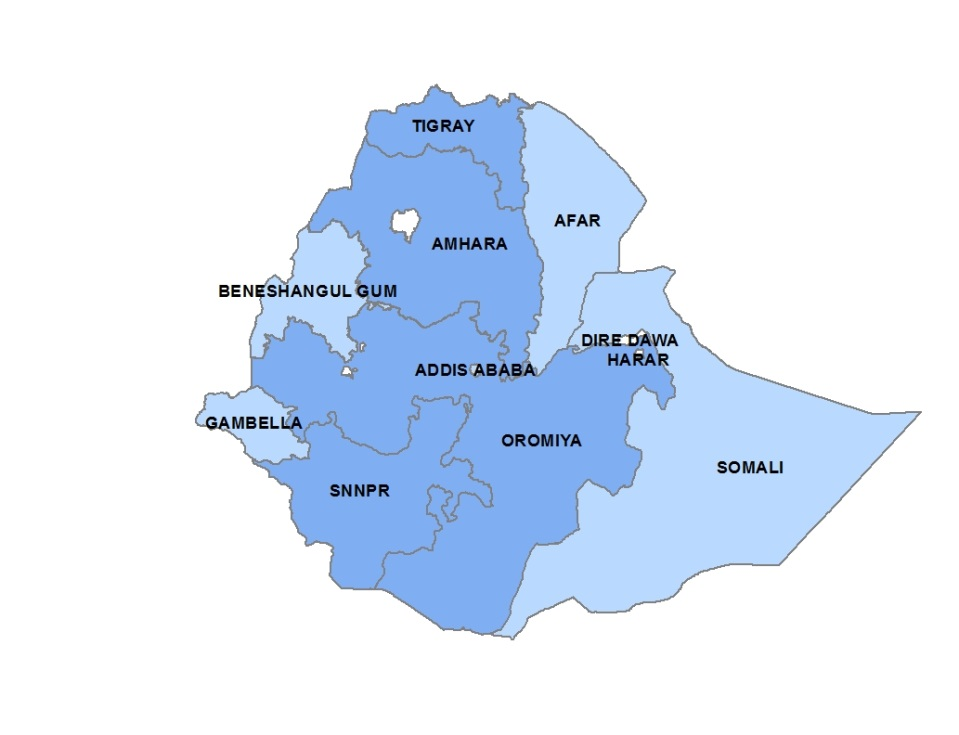 TIGRAY
AFAR
AMHARA
BENESHANGUL GUM
DIRE DAWA
HARAR
ADDIS ABABA
GAMBELLA
OROMIYA
SOMALI
SNNPR